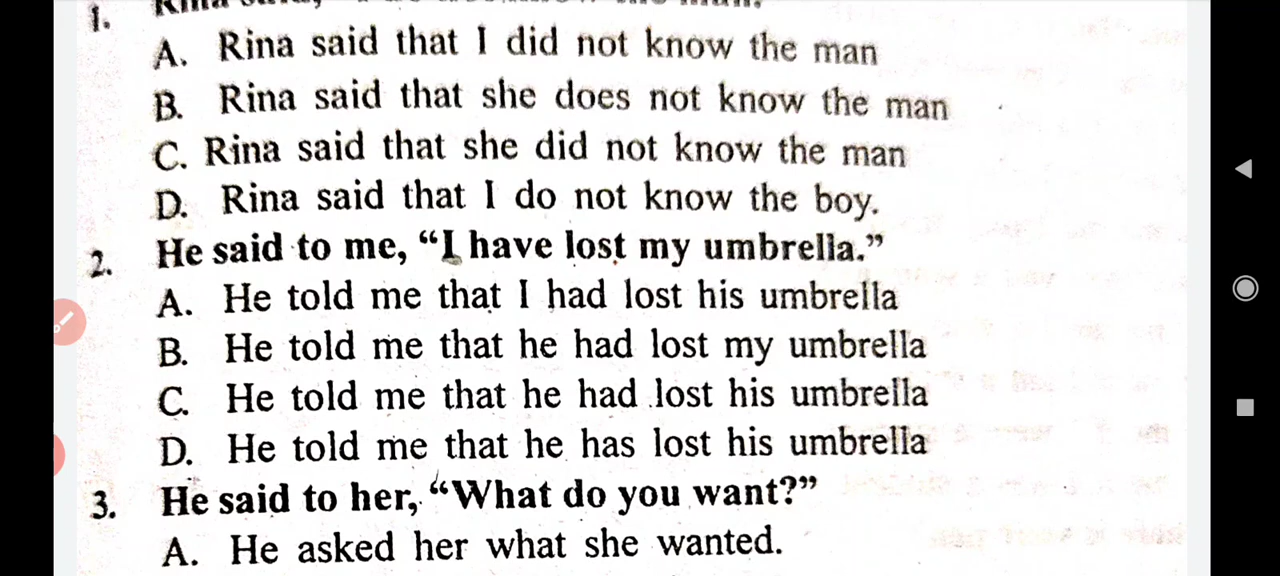 1.
A. Rina said that I did not know the man
B. Rina said that she does not know the man
C. Rina said that she did not know the man
D. Rina said that I do not know the boy.
2. He said to me, “I have lost my umbrella.”
A. He told me that I had lost his umbrella
B. He told me that he had lost my umbrella
C. He told me that he had lost his umbrella
D. He told me that he has lost his umbrella
3. He said to her, “What do you want?”
A. He asked her what she wanted.